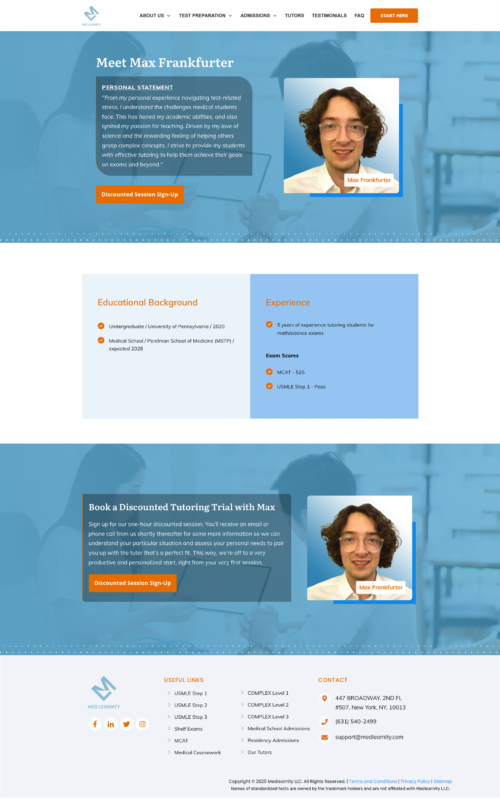 MEDLEARNITY
ABOUT US
TEST PREPARATION
ADMISSIONS
TUTORS
TESTIMONIALS
FAQ
START HERE
Meet Max Frankfurter
PERSONAL STATEMENT
"From my personal experience navigating test-related
stress, I understand the challenges medical students
face. This has honed my academic abilities, and also
ignited my passion for teaching. Driven by my love of
science and the rewarding feeling of helping others
grasp complex concepts, I strive to provide my students
with effective tutoring to help them achieve their goals
on exams and beyond."
Discounted Session Sign-Up
Max Frankfurter
Educational Background
Undergraduate / University of Pennsylvania / 2020
Medical School / Perelman School of Medicine (MSTP) /
expected 2028
Experience
5 years of experience tutoring students for
math/science exams
Exam Scores
MCAT - 525
USMLE Step 1 - Pass
Book a Discounted Tutoring Trial with Max
Sign up for our one-hour discounted session. You'll receive an email or
phone call from us shortly thereafter for some more information so we can
understand your particular situation and assess your personal needs to pair
you up with the tutor that's a perfect fit. This way, we're off to a very
productive and personalized start, right from your very first session.
Discounted Session Sign-Up
Max Frankfurter
MEDLEARNITY
USEFUL LINKS
USMLE Step 1
USMLE Step 2
USMLE Step 3
Shelf Exams
MCAT
Medical Coursework
COMPLEX Level 1
COMPLEX Level 2
COMPLEX Level 3
Medical School Admissions
Residency Admissions
Our Tutors
CONTACT
447 BROADWAY, 2ND FL
#507, New York, NY, 10013
(631) 540-2499
support@medlearnity.com
Copyright © 2025 Medlearnity LLC. All Rights Reserved. | Terms and Conditions | Privacy Policy | Sitemap
Names of standardized tests are owned by the trademark holders and are not affiliated with Medlearnity LLC.